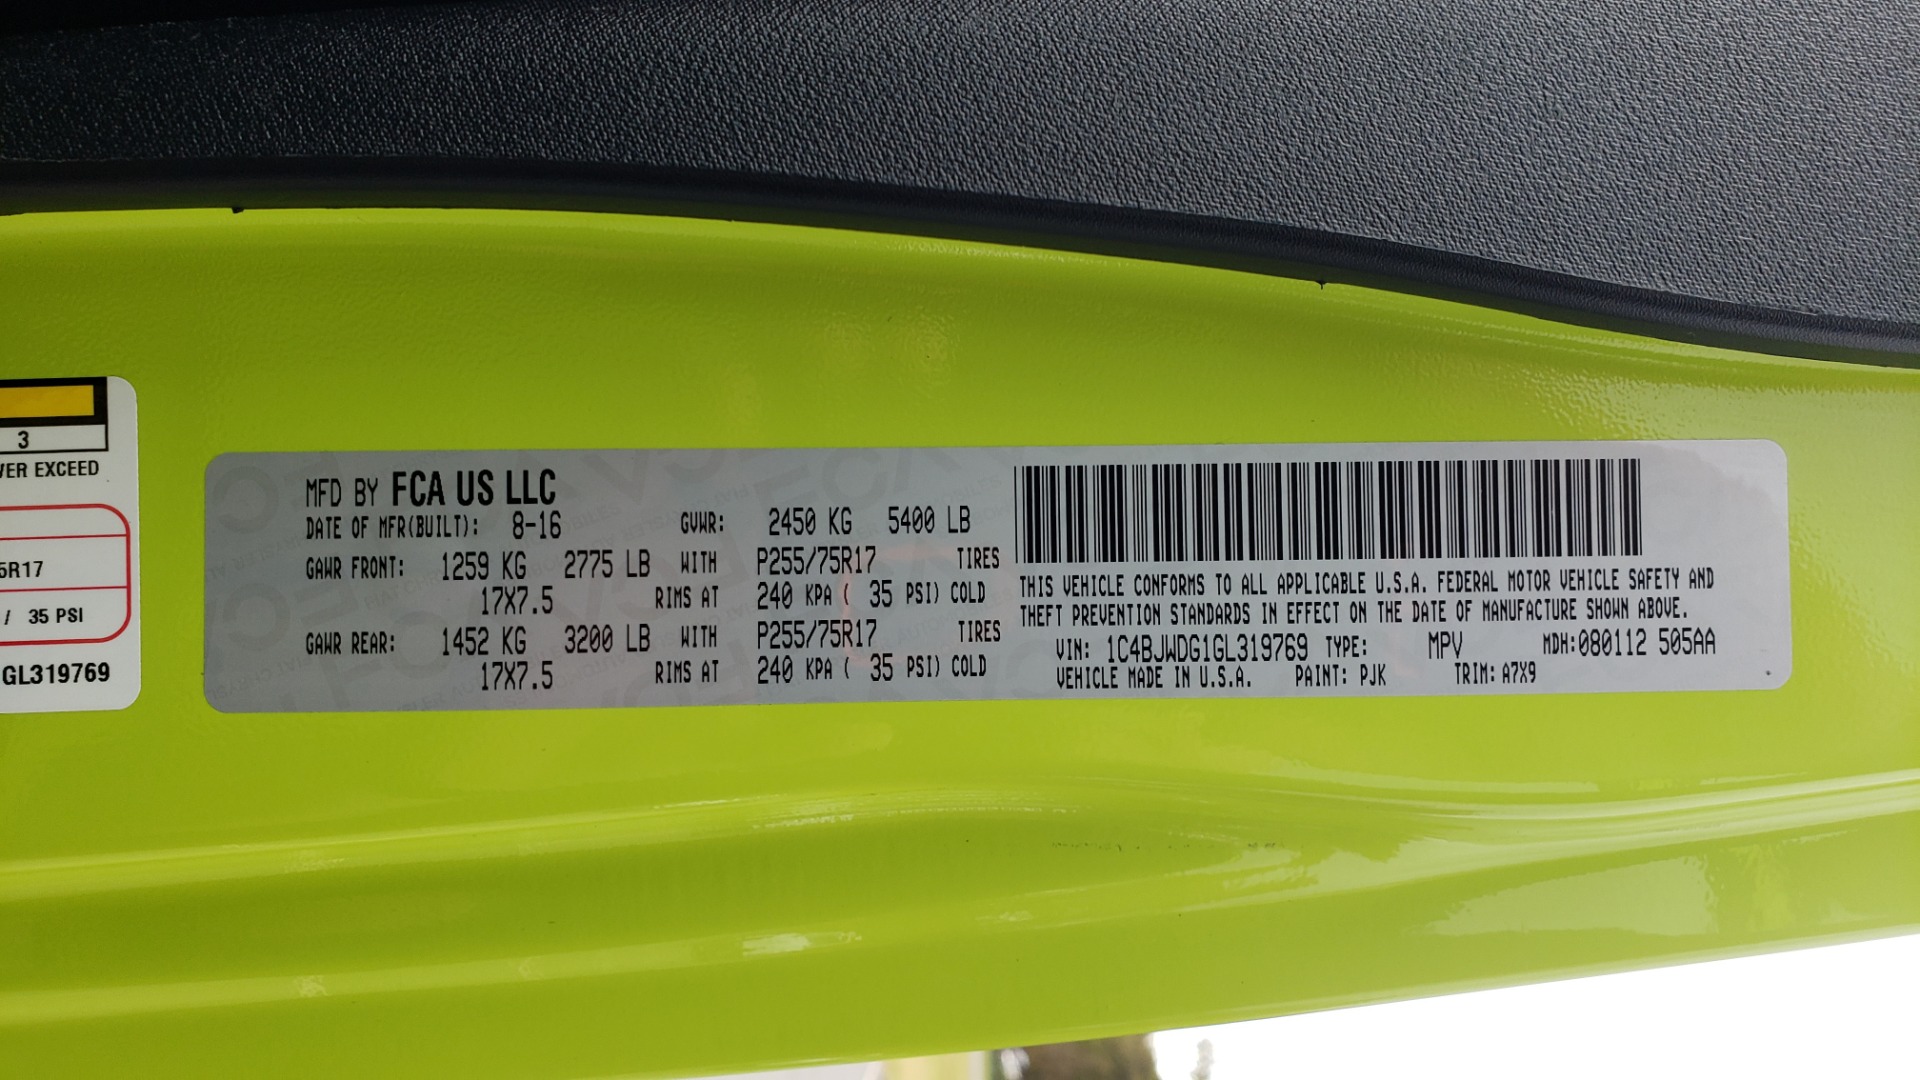 3
VER EXCEED
5R17
/ 35 PSI
GL319769
MFD BY FCA US LLC
DATE OF MFR(BUILT): 8-16 GVWR: 2450 KG 5400 LB
GAWR FRONT: 1259 KG 2775 LB WITH P255/75R17 TIRES
17X7.5 RIMS AT 240 KPA ( 35 PSI) COLD
GAWR REAR: 1452 KG 3200 LB WITH P255/75R17 TIRES
17X7.5 RIMS AT 240 KPA ( 35 PSI) COLD
THIS VEHICLE CONFORMS TO ALL APPLICABLE U.S.A. FEDERAL MOTOR VEHICLE SAFETY AND
THEFT PREVENTION STANDARDS IN EFFECT ON THE DATE OF MANUFACTURE SHOWN ABOVE.
VIN: 1C4BJWDG1GL319769 TYPE: MPV MDH:080112 505AA
VEHICLE MADE IN U.S.A. PAINT: PJK TRIM: A7X9